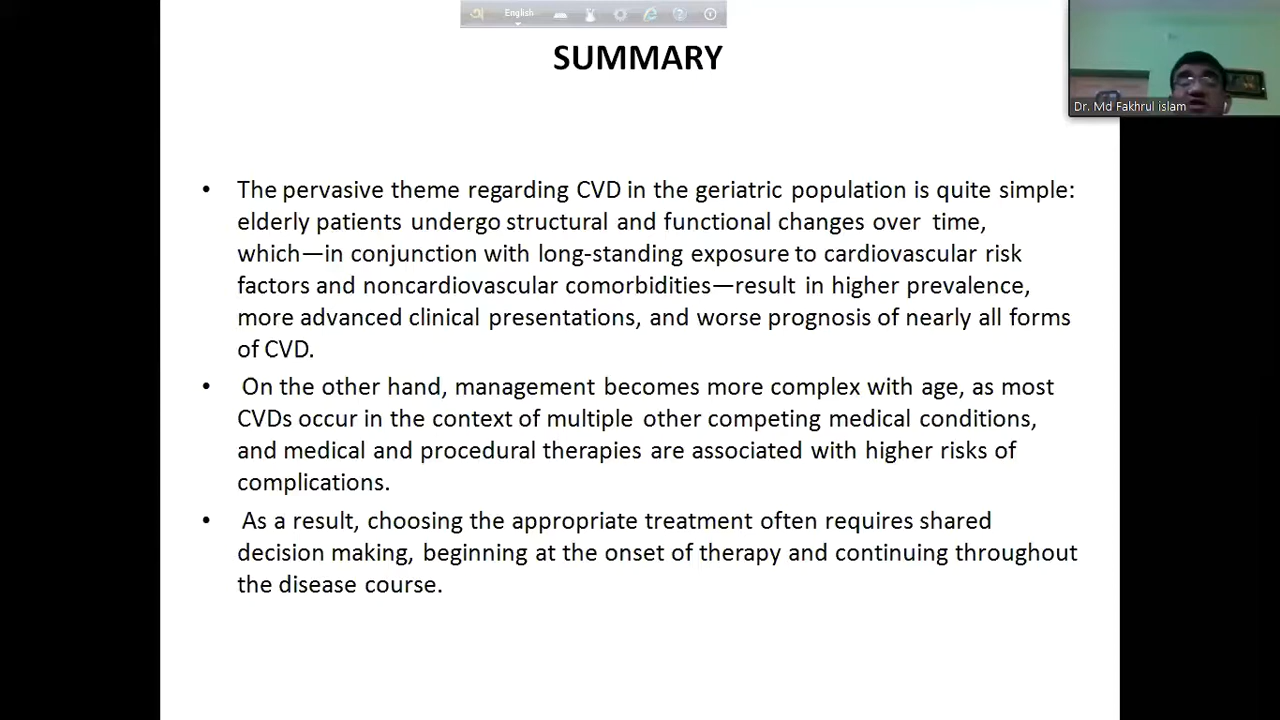 অ English
SUMMARY
Dr. Md Fakhrul islam
• The pervasive theme regarding CVD in the geriatric population is quite simple:
elderly patients undergo structural and functional changes over time,
which—in conjunction with long-standing exposure to cardiovascular risk
factors and noncardiovascular comorbidities—result in higher prevalence,
more advanced clinical presentations, and worse prognosis of nearly all forms
of CVD.
• On the other hand, management becomes more complex with age, as most
CVDs occur in the context of multiple other competing medical conditions,
and medical and procedural therapies are associated with higher risks of
complications.
• As a result, choosing the appropriate treatment often requires shared
decision making, beginning at the onset of therapy and continuing throughout
the disease course.